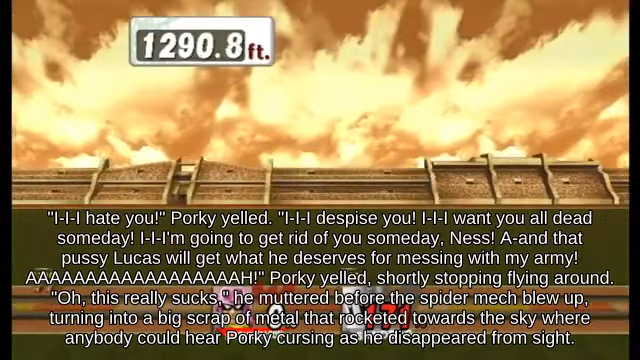 1290.8ft.
"I-I-I hate you!" Porky yelled. "I-I-I despise you! I-I-I want you all dead
someday! I-I-I'm going to get rid of you someday, Ness! A-and that
pussy Lucas will get what he deserves for messing with my army!
AAAAAAAAAAAAAAAAAAH!" Porky yelled, shortly stopping flying around.
"Oh, this really sucks," he muttered before the spider mech blew up,
turning into a big scrap of metal that rocketed towards the sky where
anybody could hear Porky cursing as he disappeared from sight.